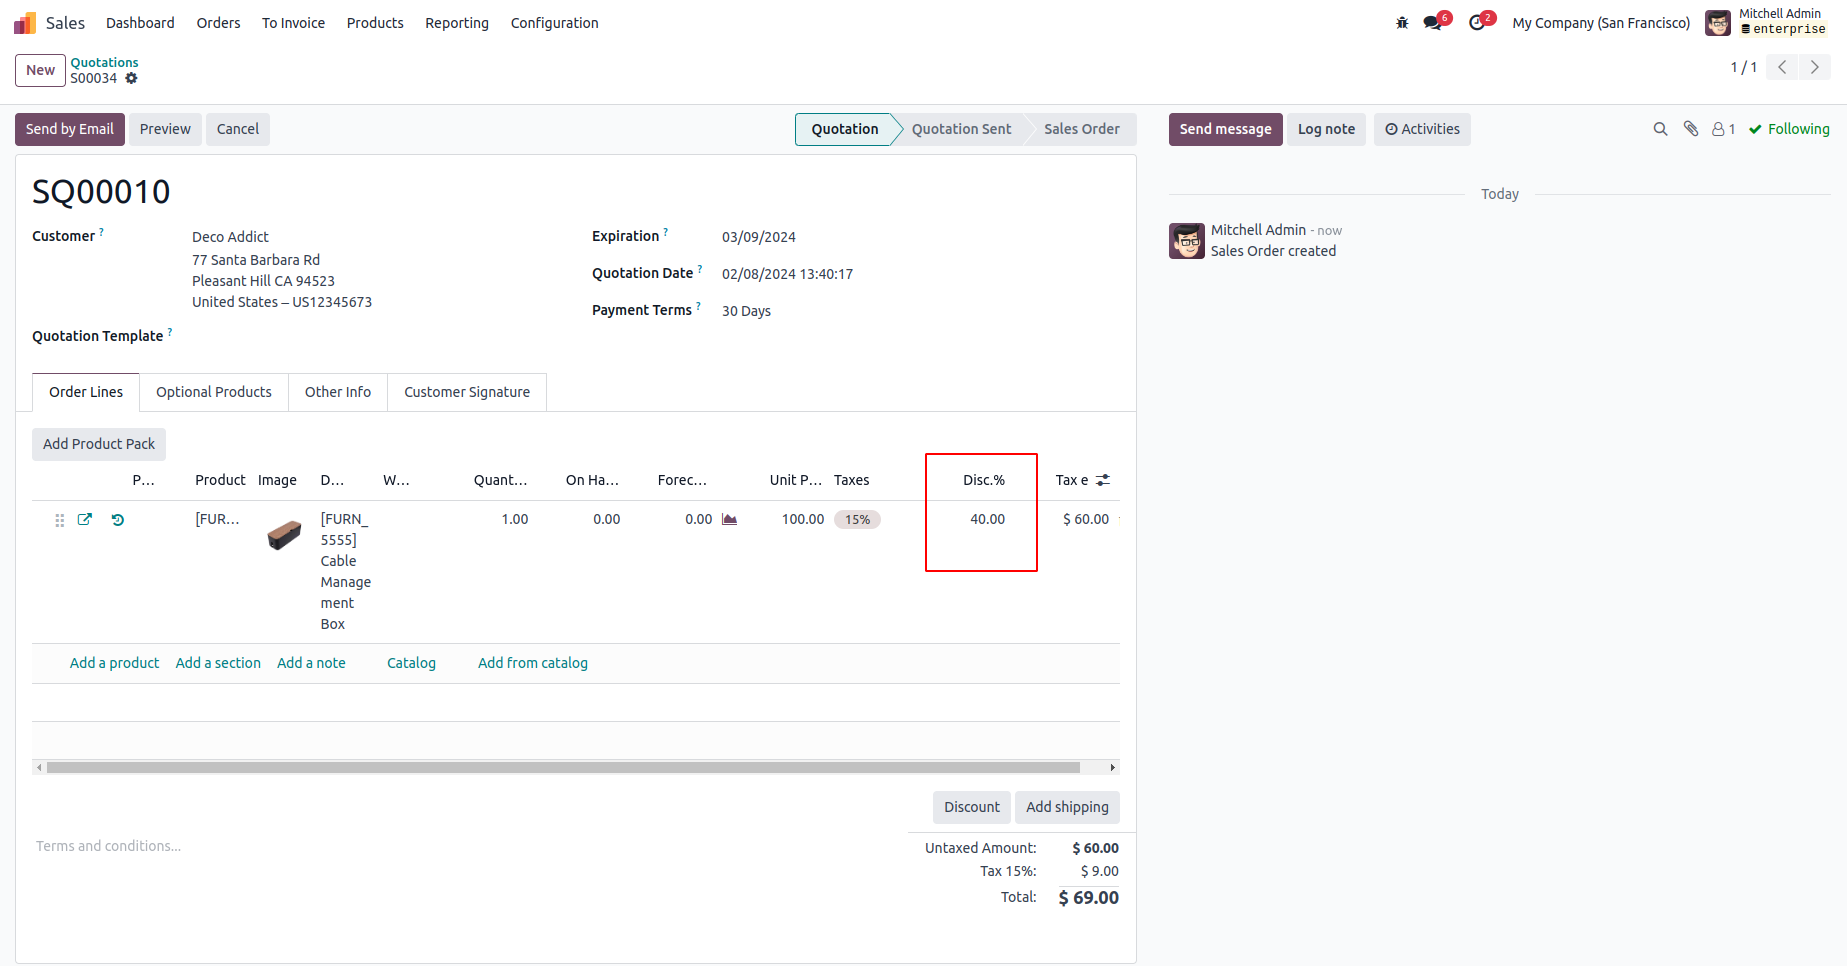 Sales Dashboard Orders To Invoice Products Reporting Configuration 6 2 My Company (San Francisco) Mitchell Admin
enterprise
New Quotations
S00034
1 / 1
Send by Email Preview Cancel Quotation Quotation Sent Sales Order Send message Log note Activities 1 Following
SQ00010
Today
Customer ? Deco Addict Expiration ? 03/09/2024
77 Santa Barbara Rd
Pleasant Hill CA 94523
United States – US12345673
Quotation Date ? 02/08/2024 13:40:17
Payment Terms ? 30 Days
Quotation Template ?
Mitchell Admin - now
Sales Order created
Order Lines Optional Products Other Info Customer Signature
Add Product Pack
P... Product Image D... W... Quant... On Ha... Forec... Unit P... Taxes Disc.% Tax e
[FUR... [FURN_ 1.00 0.00 0.00 100.00 15% 40.00 $ 60.00
5555]
Cable
Manage
ment
Box
Add a product Add a section Add a note Catalog Add from catalog
Discount Add shipping
Terms and conditions...
Untaxed Amount: $ 60.00
Tax 15%: $ 9.00
Total: $ 69.00